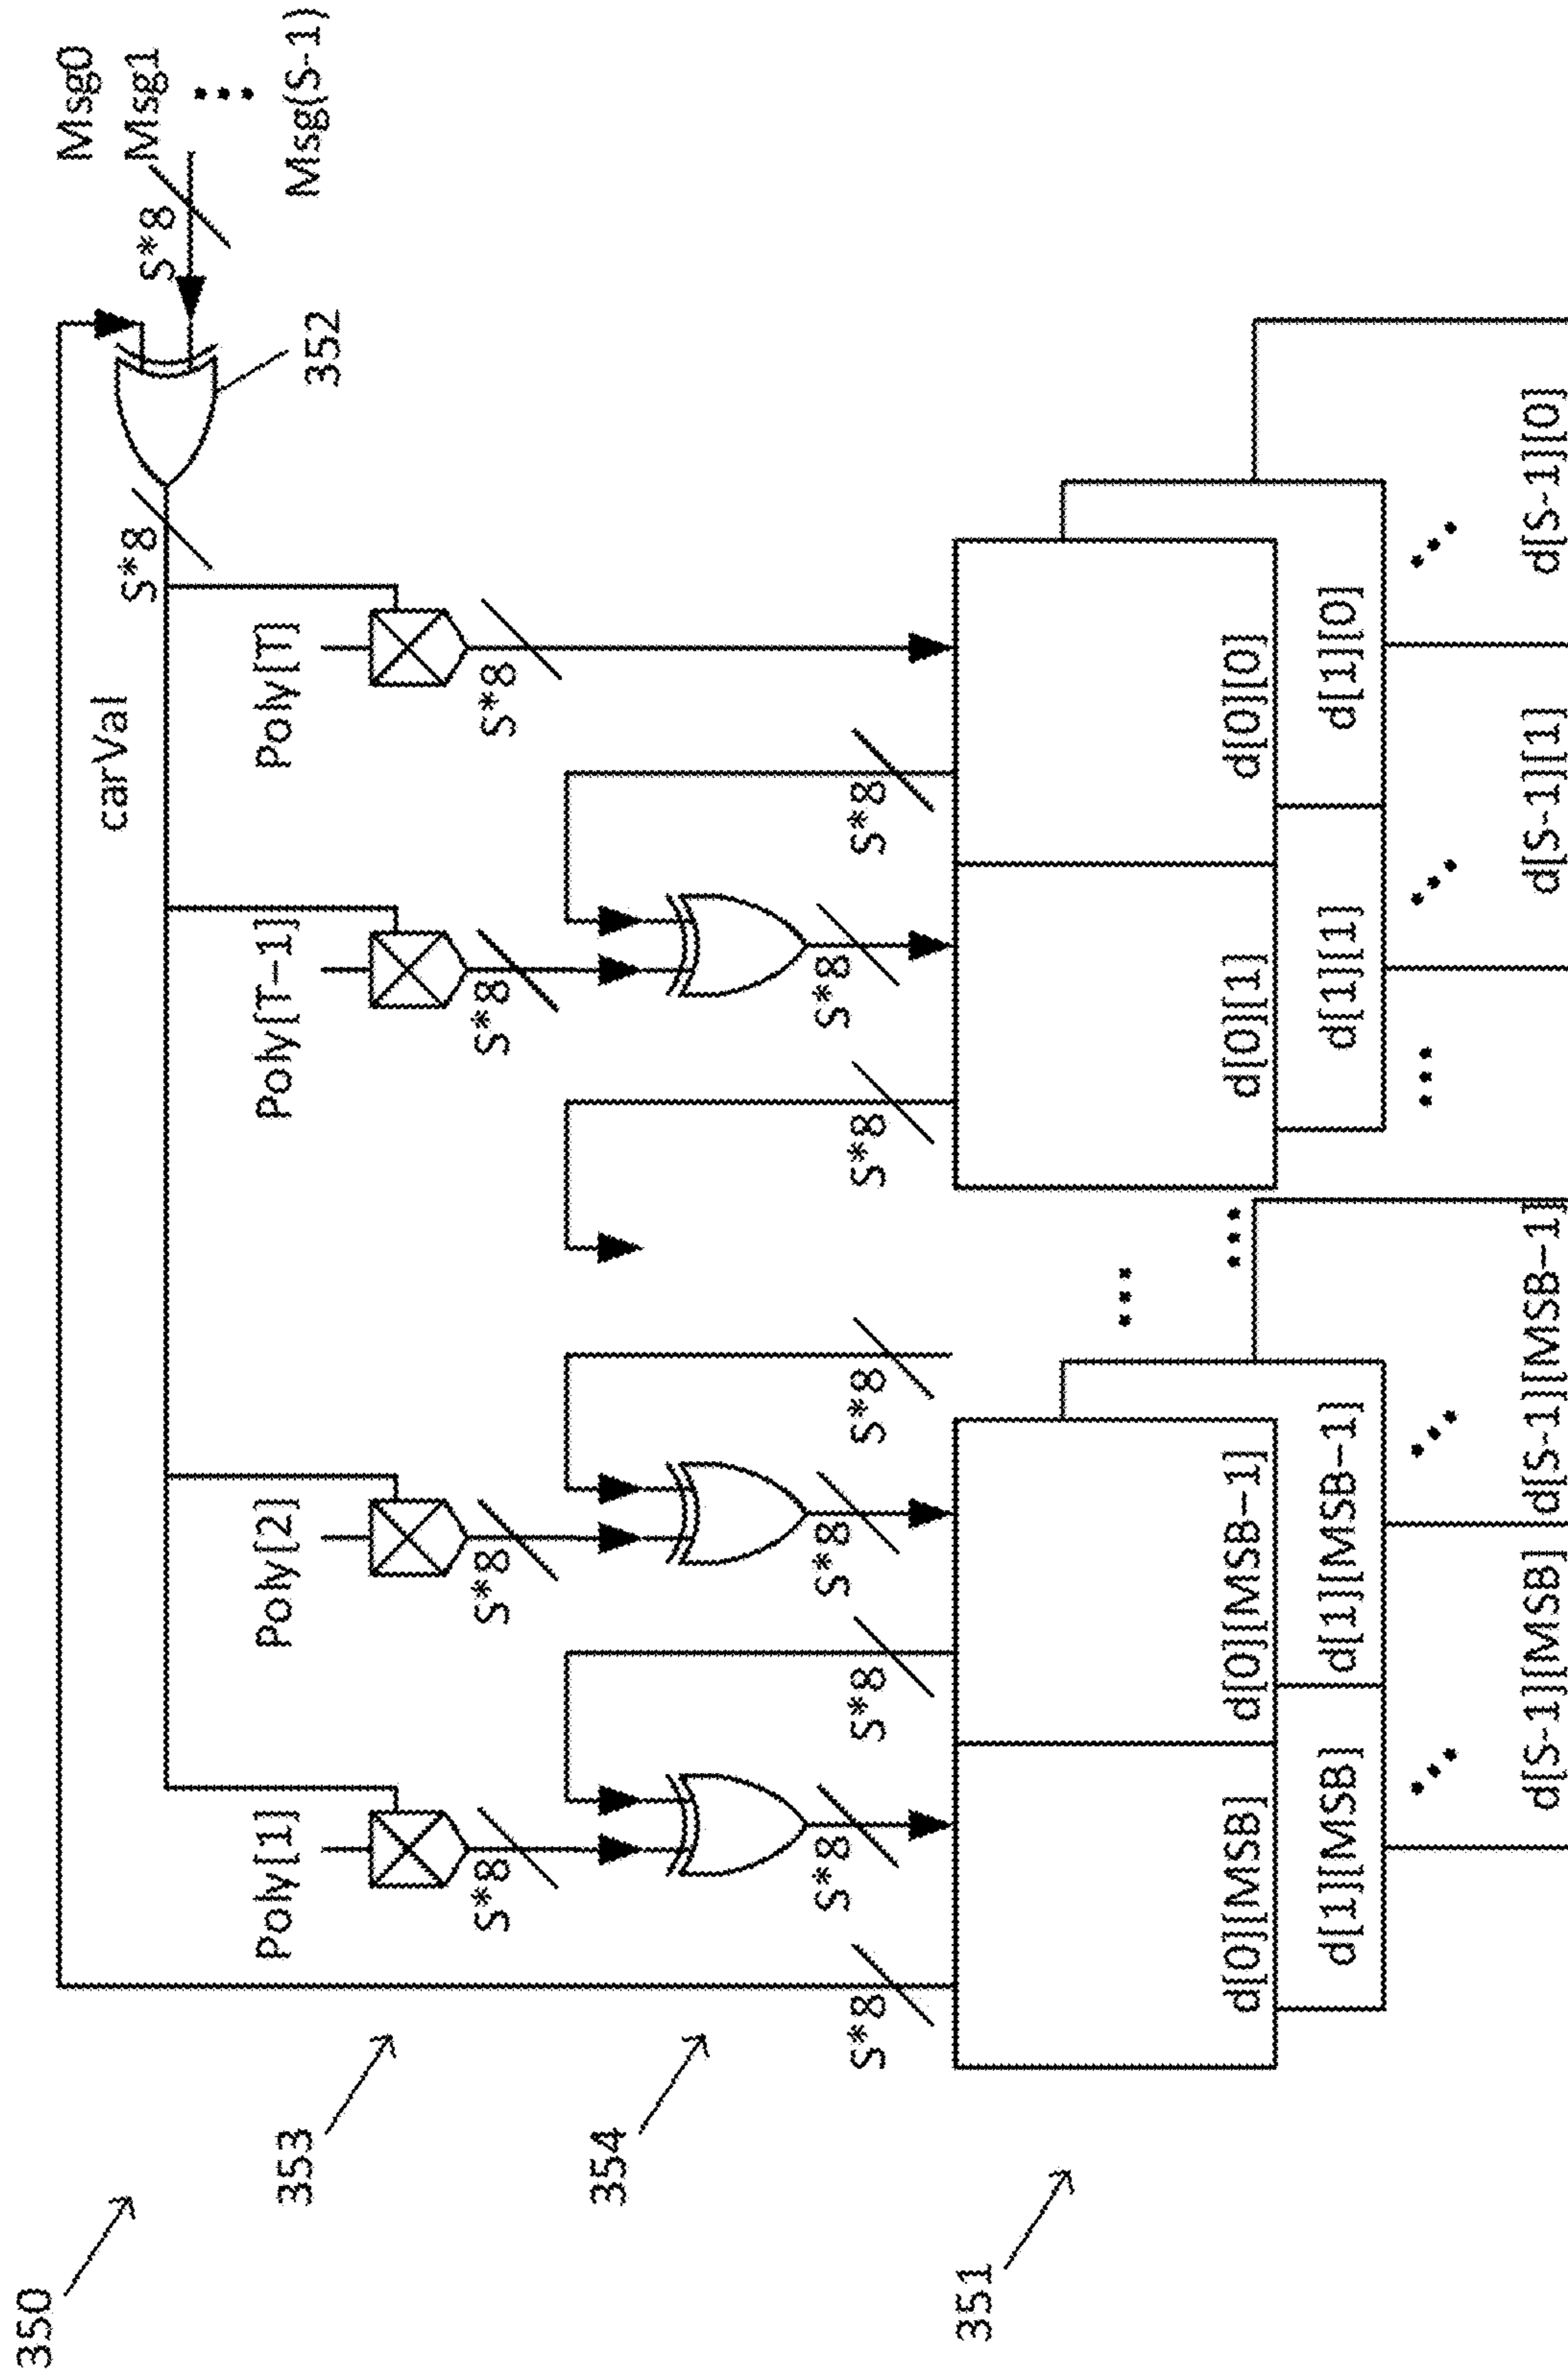 350
Msg0
Msg1
Msg(S-1)
S*8
352
S*8
carVal
353
Poly[1]
Poly[2]
Poly[T-1]
Poly[T]
S*8
S*8
S*8
S*8
354
S*8
S*8
S*8
S*8
S*8
S*8
S*8
S*8
351
d[0][MSB]
d[0][MSB-1]
d[0][1]
d[0][0]
d[1][MSB]
d[1][MSB-1]
d[1][1]
d[1][0]
d[S-1][MSB]
d[S-1][MSB-1]
d[S-1][1]
d[S-1][0]